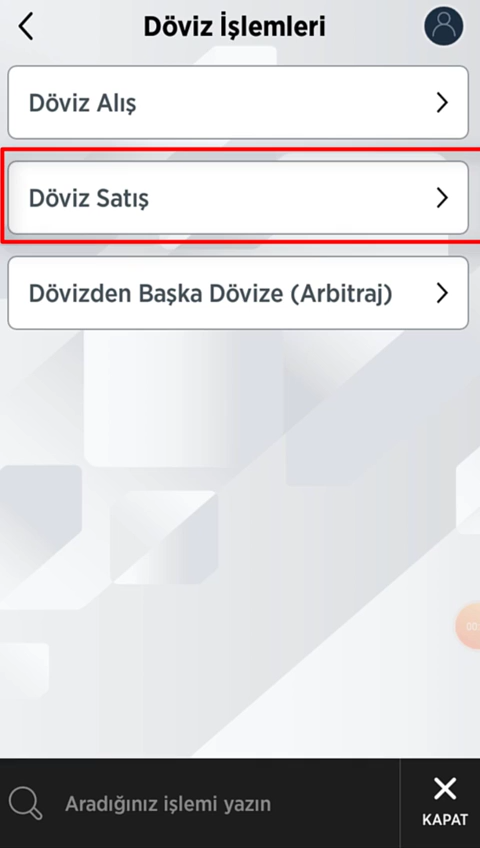 Döviz İşlemleri
Döviz Alış
Döviz Satış
Dövizden Başka Dövize (Arbitraj)
Aradığınız işlemi yazın
KAPAT